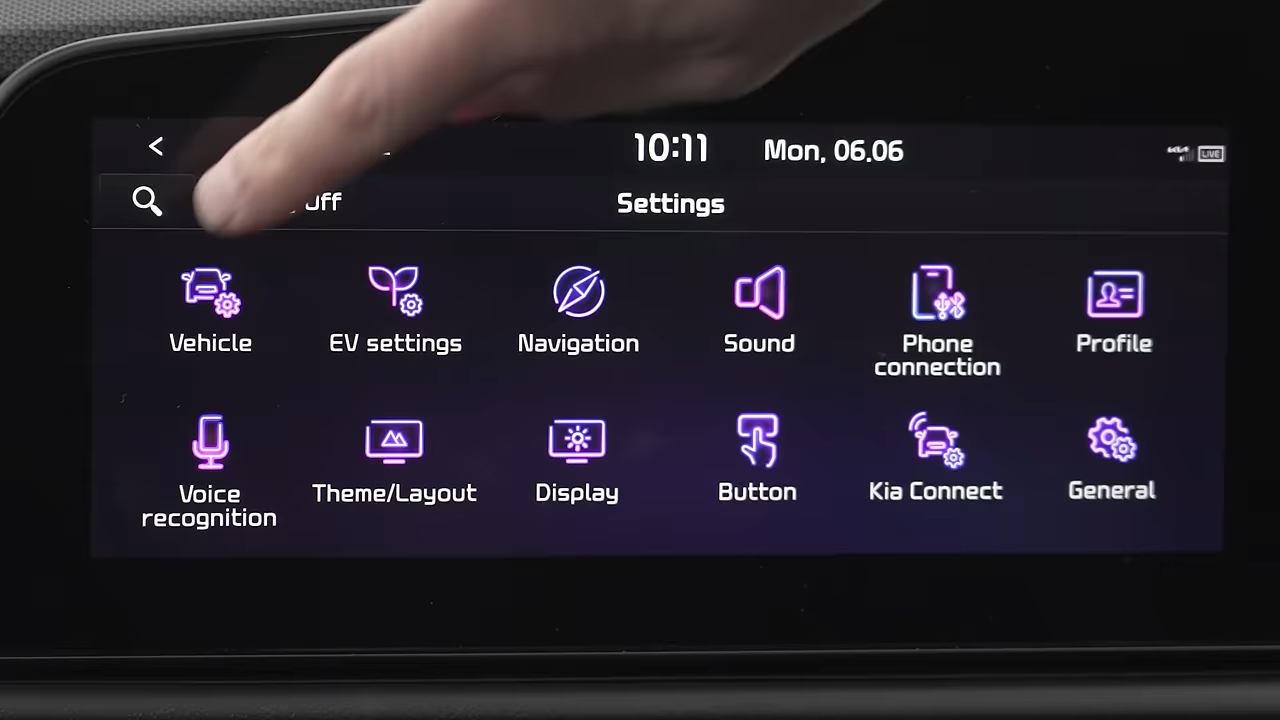 10:11 Mon, 06.06
LIVE
Off Settings
Vehicle EV settings Navigation Sound Phone connection Profile
Voice recognition Theme/Layout Display Button Kia Connect General